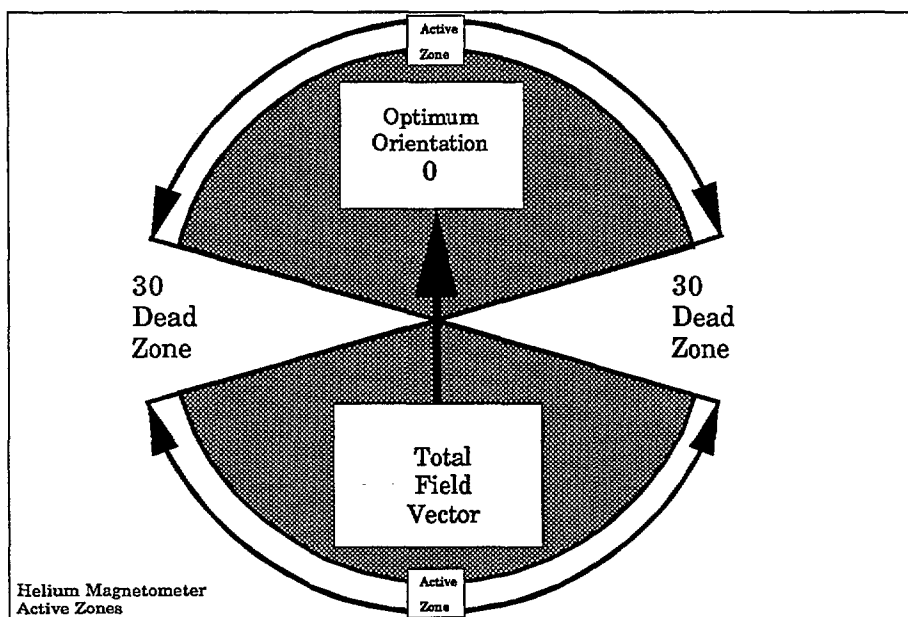 Active
Zone
Optimum
Orientation
0
30
Dead
Zone
30
Dead
Zone
Total
Field
Vector
Active
Zone
Helium Magnetometer
Active Zones